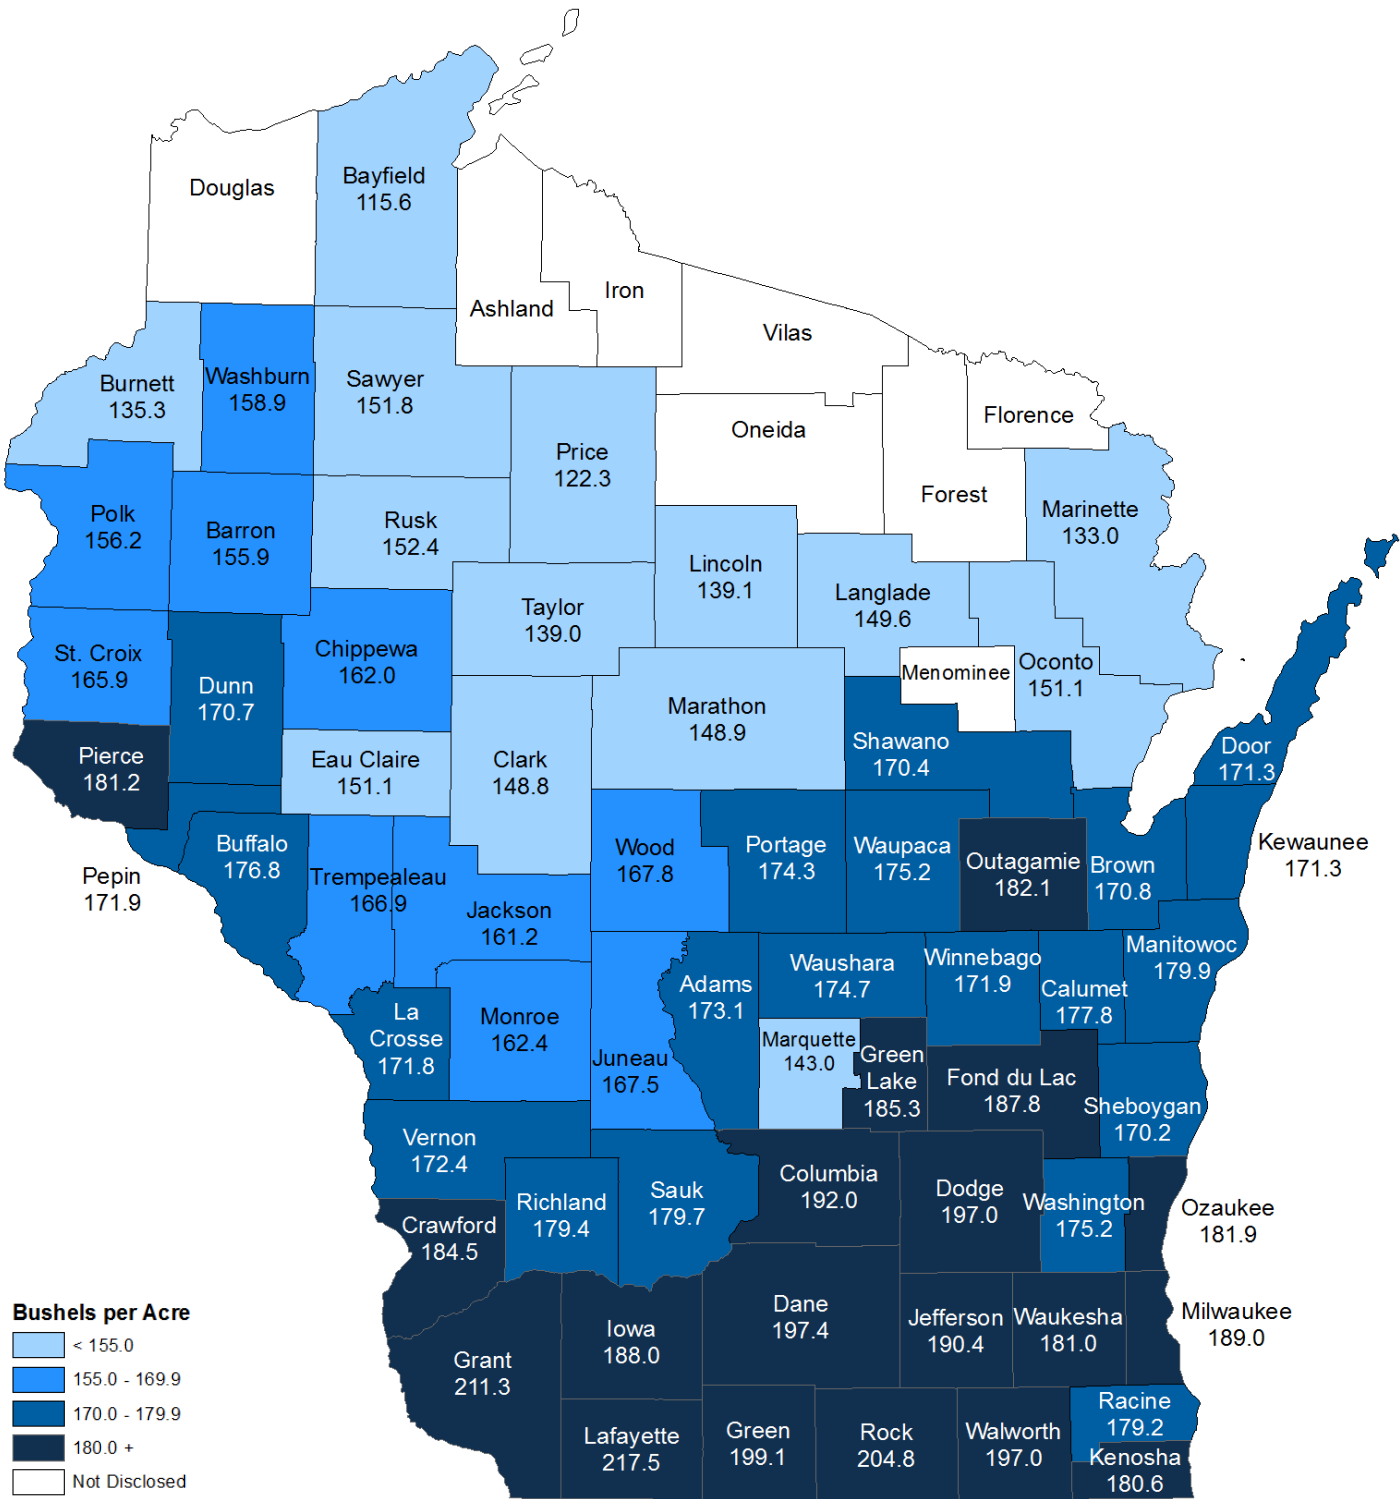 Douglas
Bayfield
115.6
Ashland
Iron
Vilas
Burnett
135.3
Washburn
158.9
Sawyer
151.8
Price
122.3
Oneida
Florence
Forest
Marinette
133.0
Polk
156.2
Barron
155.9
Rusk
152.4
Lincoln
139.1
Langlade
149.6
Taylor
139.0
St. Croix
165.9
Dunn
170.7
Chippewa
162.0
Menominee
Oconto
151.1
Marathon
148.9
Shawano
170.4
Door
171.3
Pierce
181.2
Eau Claire
151.1
Clark
148.8
Pepin
171.9
Buffalo
176.8
Trempealeau
166.9
Jackson
161.2
Wood
167.8
Portage
174.3
Waupaca
175.2
Outagamie
182.1
Brown
170.8
Kewaunee
171.3
La
Crosse
171.8
Monroe
162.4
Juneau
167.5
Adams
173.1
Waushara
174.7
Winnebago
171.9
Calumet
177.8
Manitowoc
179.9
Marquette
143.0
Green
Lake
185.3
Fond du Lac
187.8
Sheboygan
170.2
Vernon
172.4
Richland
179.4
Sauk
179.7
Columbia
192.0
Dodge
197.0
Washington
175.2
Ozaukee
181.9
Crawford
184.5
Grant
211.3
Iowa
188.0
Dane
197.4
Jefferson
190.4
Waukesha
181.0
Milwaukee
189.0
Lafayette
217.5
Green
199.1
Rock
204.8
Walworth
197.0
Racine
179.2
Kenosha
180.6
Bushels per Acre
< 155.0
155.0 - 169.9
170.0 - 179.9
180.0 +
Not Disclosed